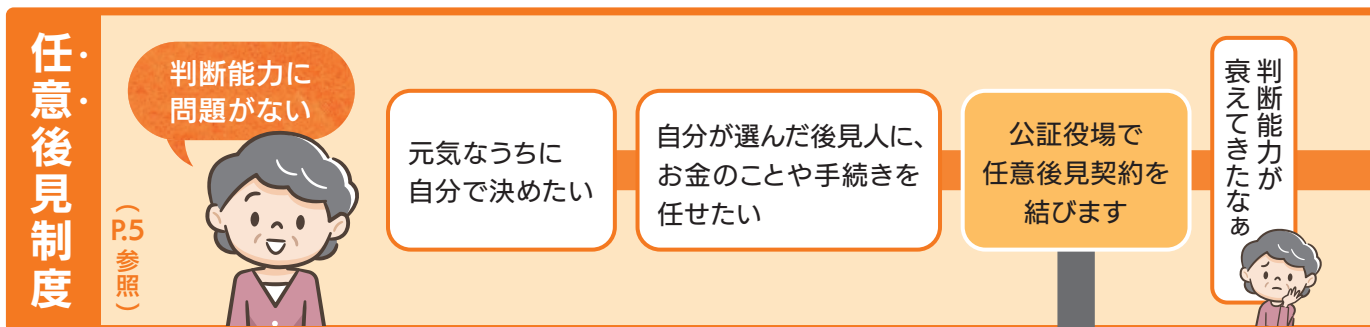 任意後見制度
（P.5参照）
判断能力に
問題がない
元気なうちに
自分で決めたい
自分が選んだ後見人に、
お金のことや手続きを
任せたい
公証役場で
任意後見契約を
結びます
判断能力が
衰えてきたなぁ